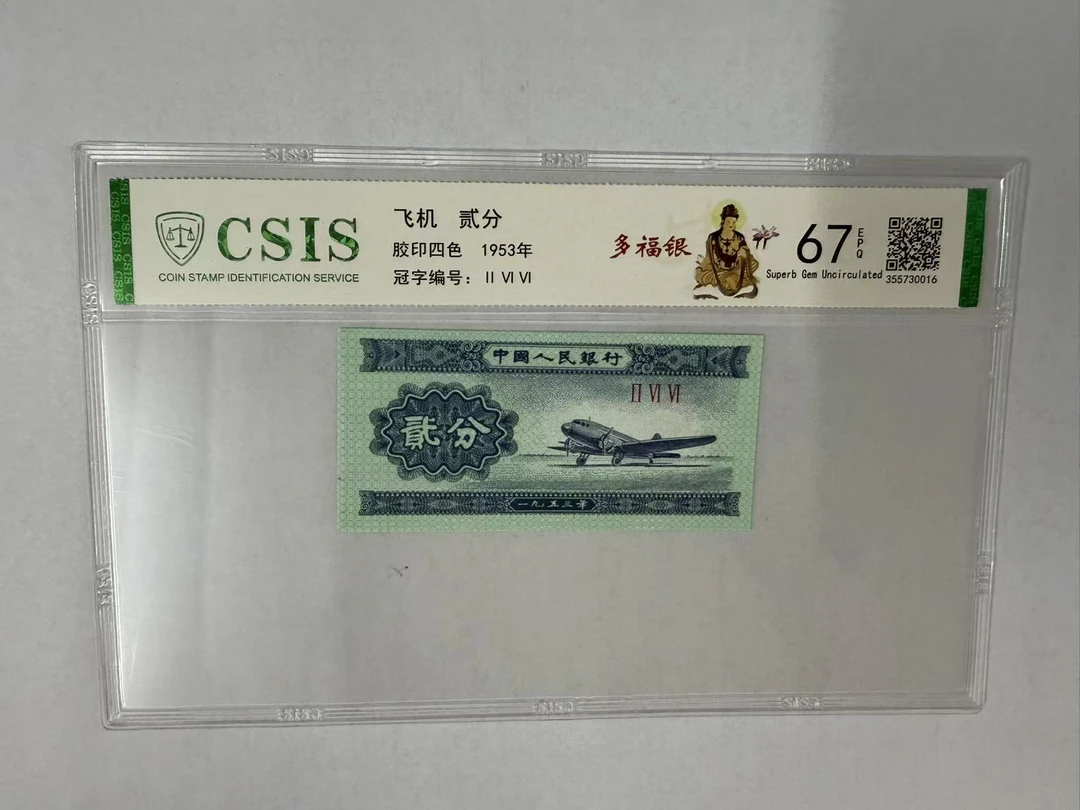 CSIS
COIN STAMP IDENTIFICATION SERVICE
飞机 贰分
胶印四色 1953年
冠字编号：II VI VI
多福银
67
EPQ
Superb Gem Uncirculated
355730016
中國人民銀行
II VI VI
貳分
一九五三年